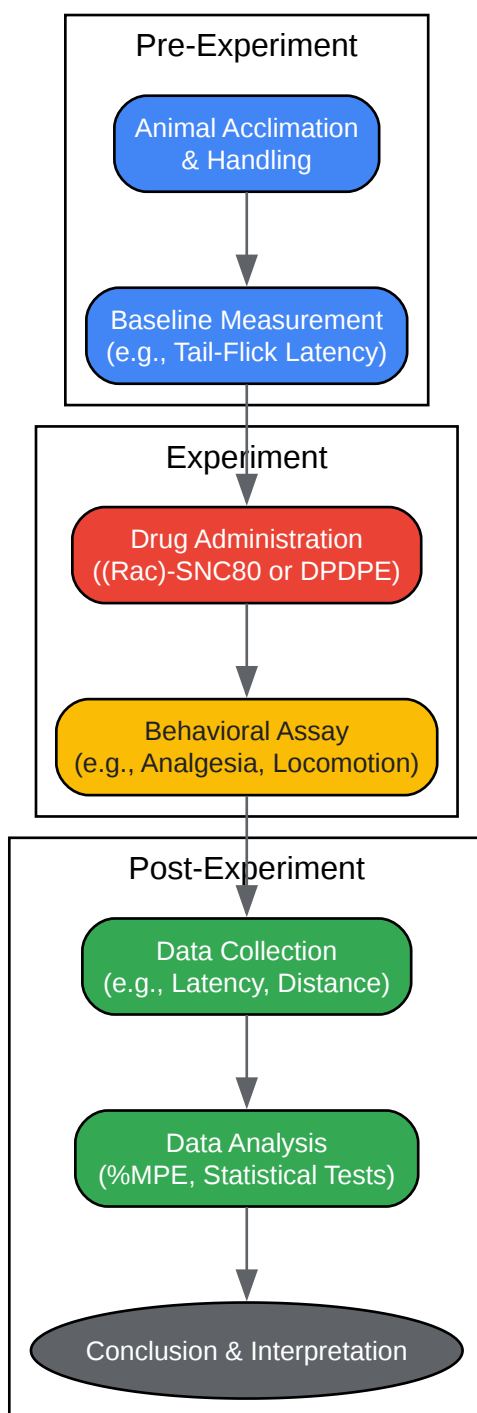 Pre-Experiment
Animal Acclimation
& Handling
Baseline Measurement
(e.g., Tail-Flick Latency)
Experiment
Drug Administration
((Rac)-SNC80 or DPDPE)
Behavioral Assay
(e.g., Analgesia, Locomotion)
Post-Experiment
Data Collection
(e.g., Latency, Distance)
Data Analysis
(%MPE, Statistical Tests)
Conclusion & Interpretation